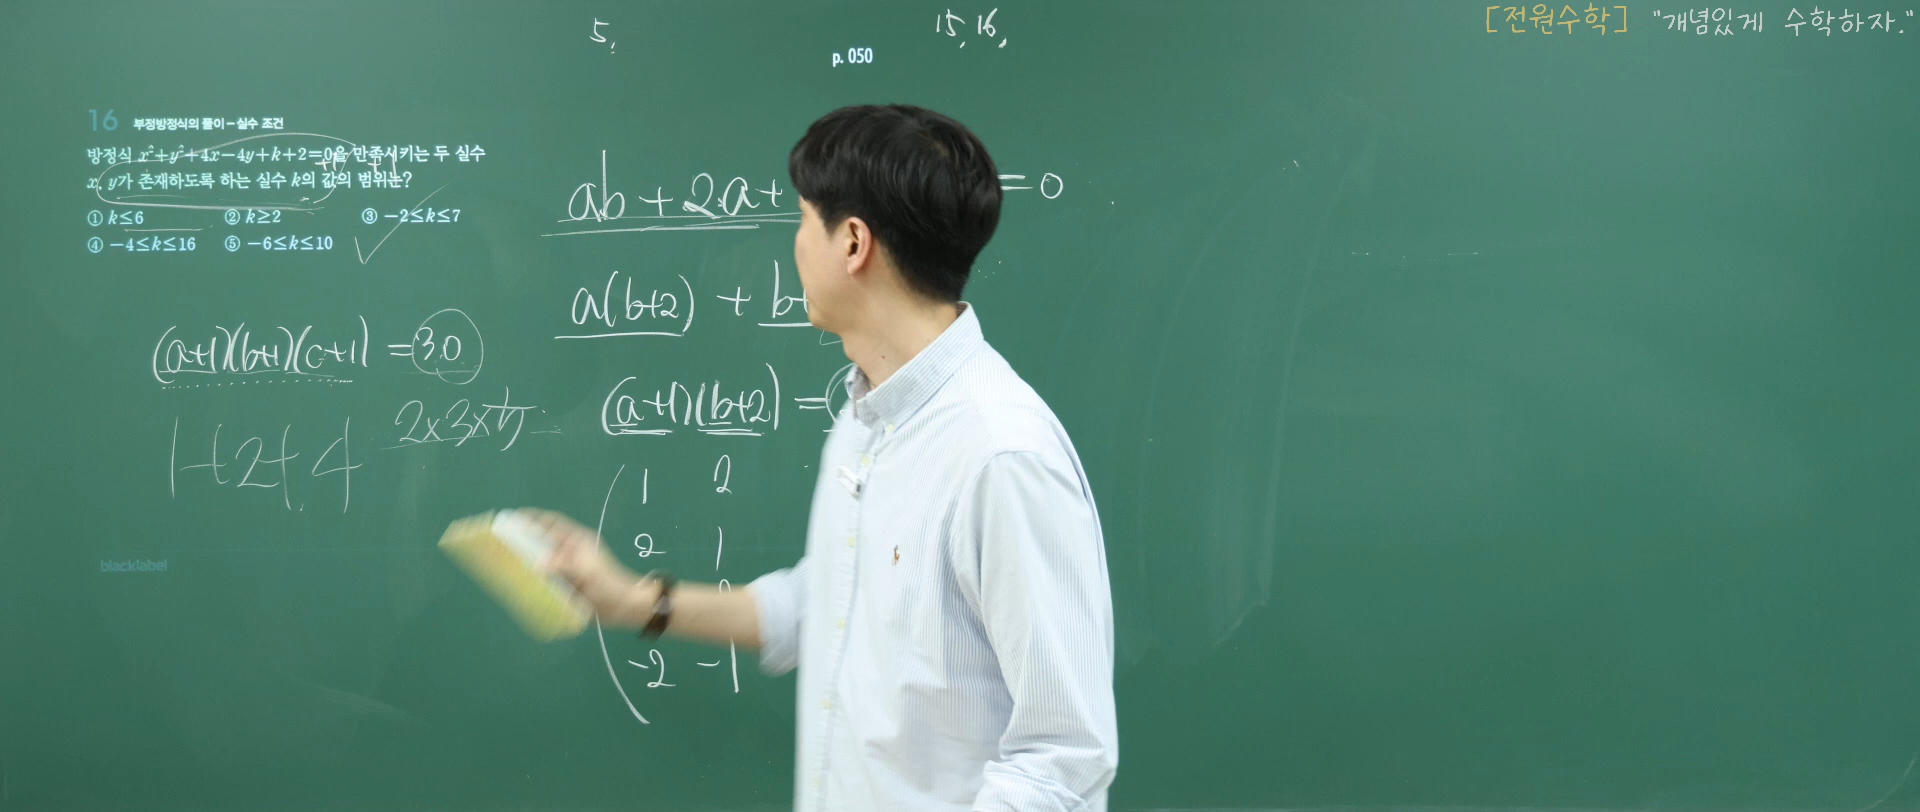 5,
15, 16,
[전원수학] "개념있게 수학하자."
p. 050
16 부정방정식의 풀이 – 실수 조건
방정식 x²+y²+4x−4y+k+2=0을 만족시키는 두 실수
x, y가 존재하도록 하는 실수 k의 값의 범위는?
① k≤6 ② k≥2 ③ −2≤k≤7
④ −4≤k≤16 ⑤ −6≤k≤10
(a+1)(b+1)(c+1) = 30
1+2+4
2×3×5
blacklabel
ab + 2a + = 0
a(b+2) + b+
(a+1)(b+2) =
1 2
2 1
-2 -1